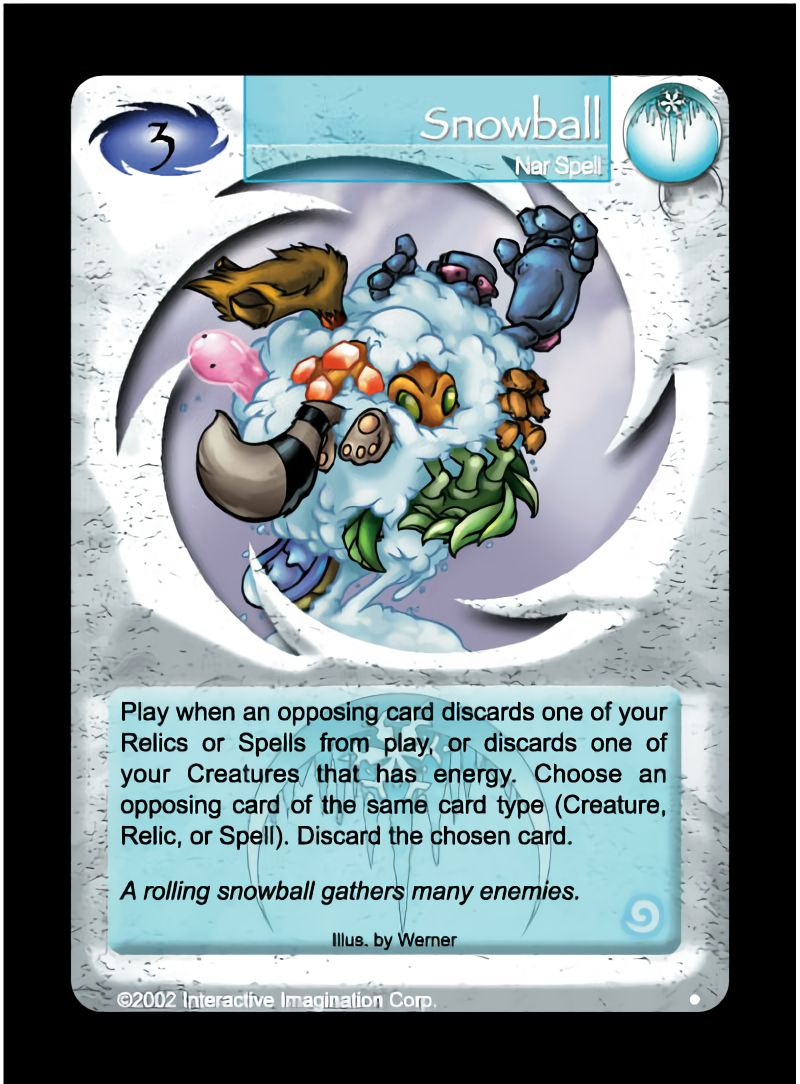 3
Snowball
Nar Spell
Play when an opposing card discards one of your
Relics or Spells from play, or discards one of
your Creatures that has energy. Choose an
opposing card of the same card type (Creature,
Relic, or Spell). Discard the chosen card.
A rolling snowball gathers many enemies.
Illus. by Werner
©2002 Interactive Imagination Corp.